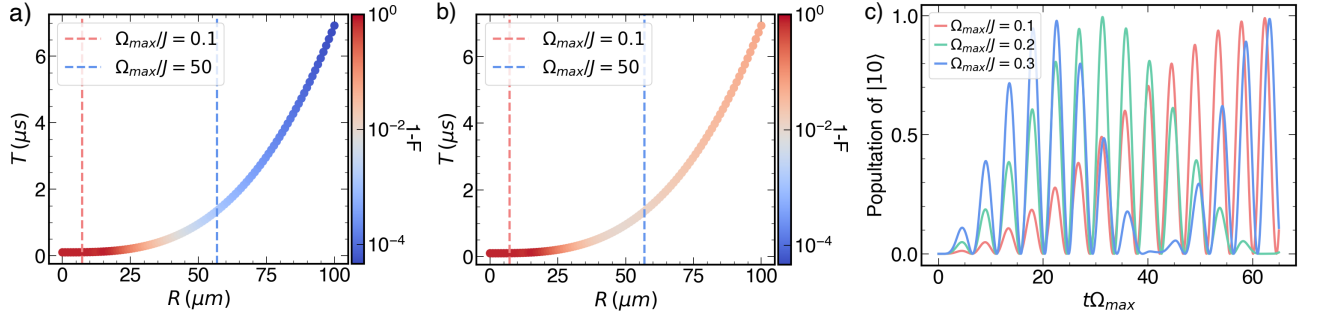 a)
Ω_max/J = 0.1
Ω_max/J = 50
T (μs)
6
4
2
0
0 25 50 75 100
R (μm)
10^0
10^-2
10^-4
1-F
b)
Ω_max/J = 0.1
Ω_max/J = 50
T (μs)
6
4
2
0
0 25 50 75 100
R (μm)
10^0
10^-2
10^-4
1-F
c)
Ω_max/J = 0.1
Ω_max/J = 0.2
Ω_max/J = 0.3
Popultation of |10⟩
1.0
0.5
0.0
0 20 40 60
tΩ_max